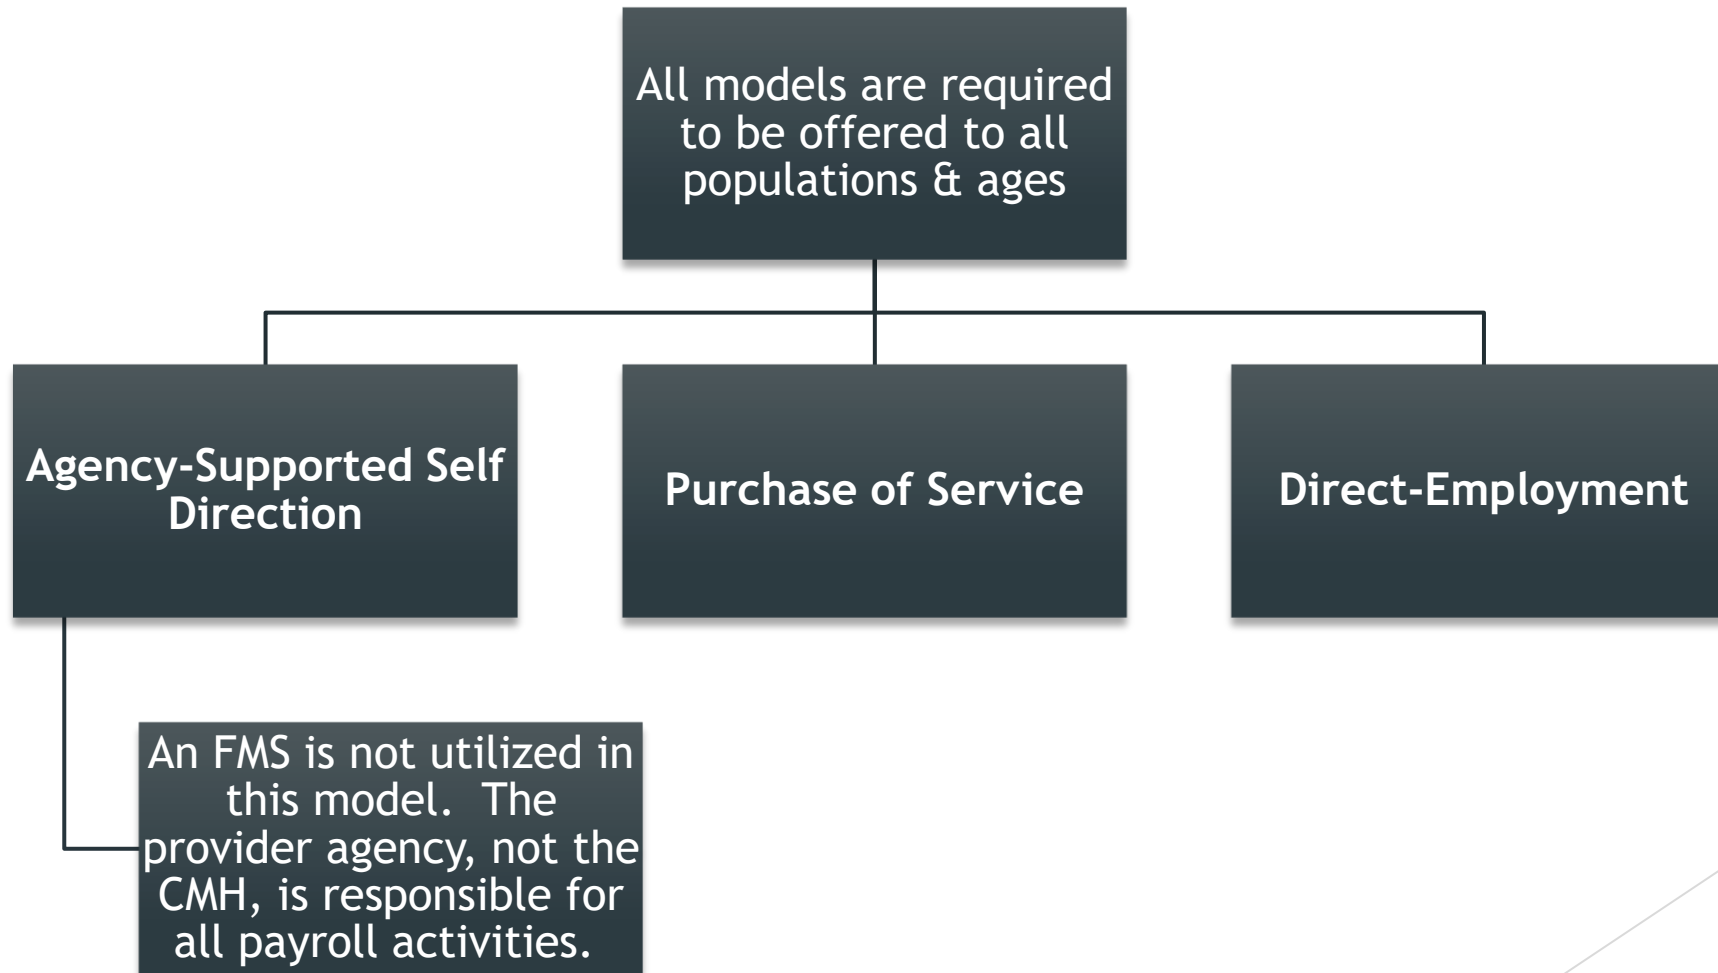 All models are required
to be offered to all
populations & ages
Agency-Supported Self
Direction
Purchase of Service
Direct-Employment
An FMS is not utilized in
this model.  The
provider agency, not the
CMH, is responsible for
all payroll activities.